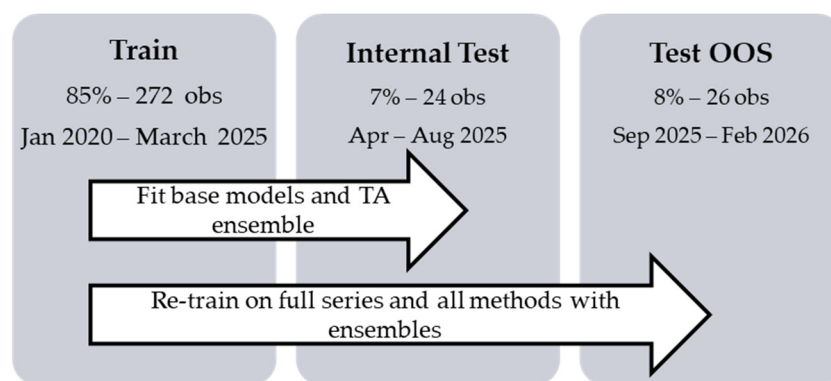 Train
85% – 272 obs
Jan 2020 – March 2025
Internal Test
7% – 24 obs
Apr – Aug 2025
Test OOS
8% – 26 obs
Sep 2025 – Feb 2026
Fit base models and TA
ensemble
Re-train on full series and all methods with
ensembles